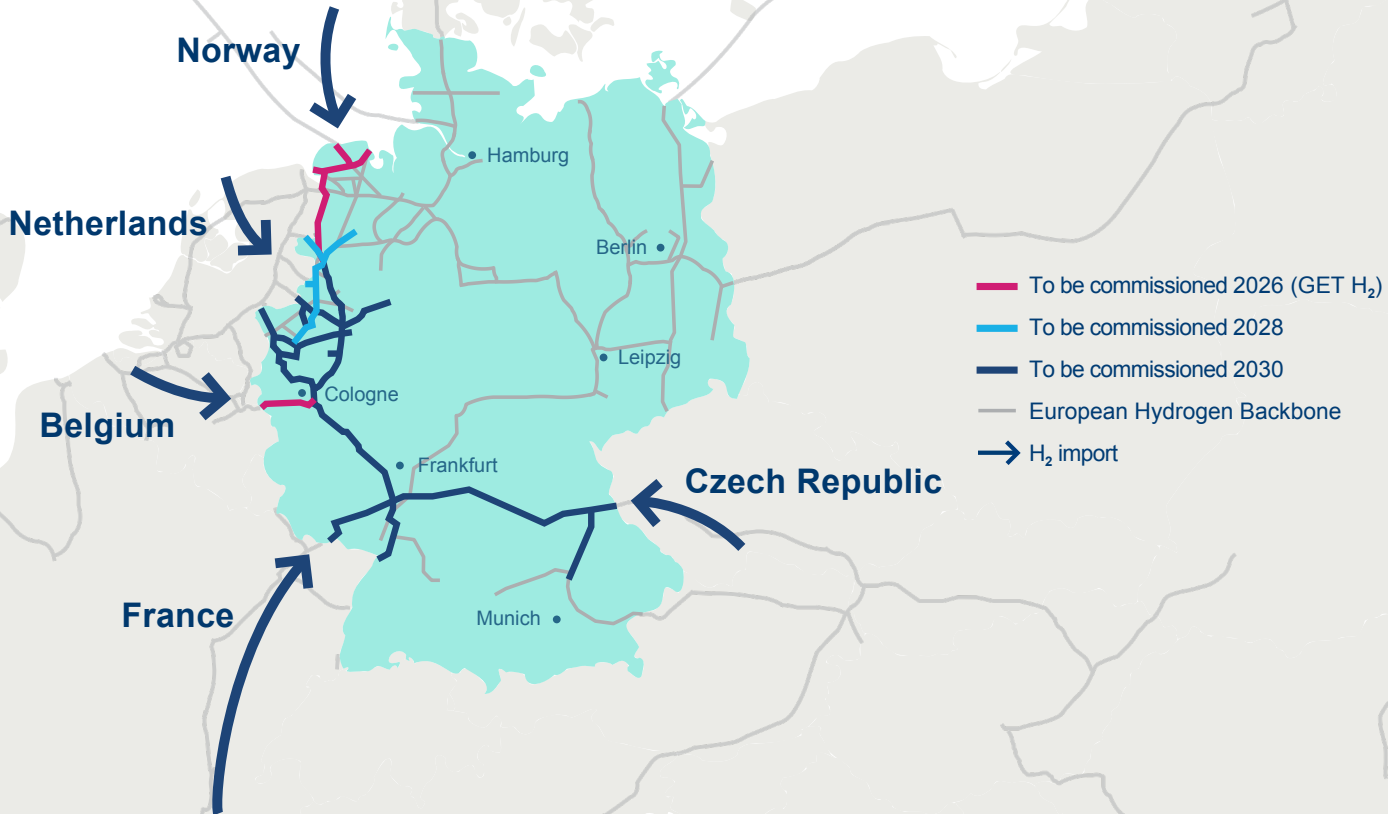 Norway
Hamburg
Netherlands
Berlin
To be commissioned 2026 (GET H₂)
To be commissioned 2028
Leipzig
To be commissioned 2030
Cologne
European Hydrogen Backbone
Belgium
H₂ import
Frankfurt
Czech Republic
France
Munich